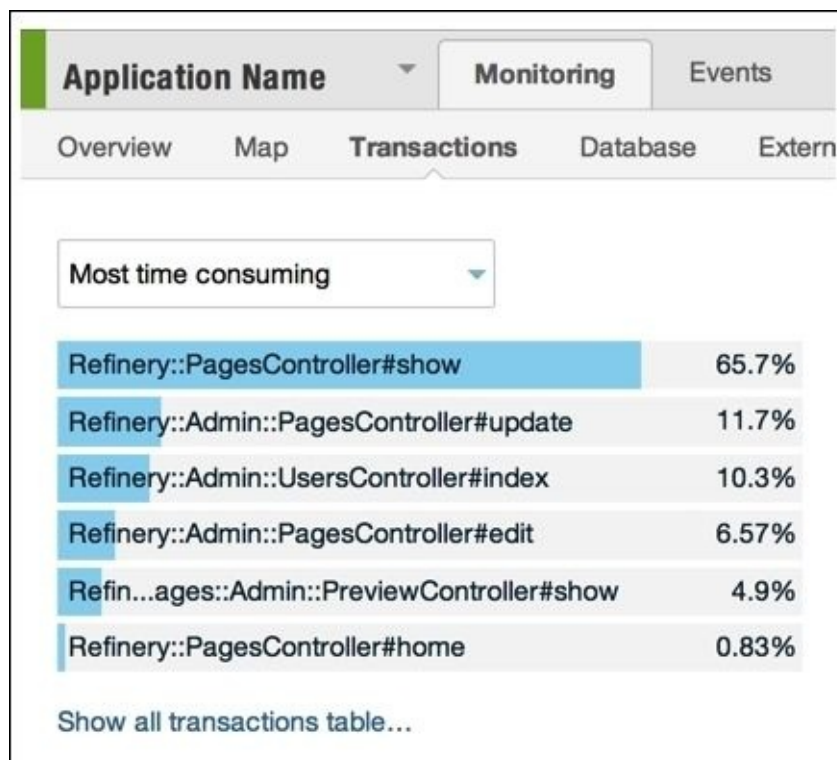 Application Name Monitoring Events
Overview Map Transactions Database Extern
Most time consuming
Refinery::PagesController#show 65.7%
Refinery::Admin::PagesController#update 11.7%
Refinery::Admin::UsersController#index 10.3%
Refinery::Admin::PagesController#edit 6.57%
Refin...ages::Admin::PreviewController#show 4.9%
Refinery::PagesController#home 0.83%
Show all transactions table...